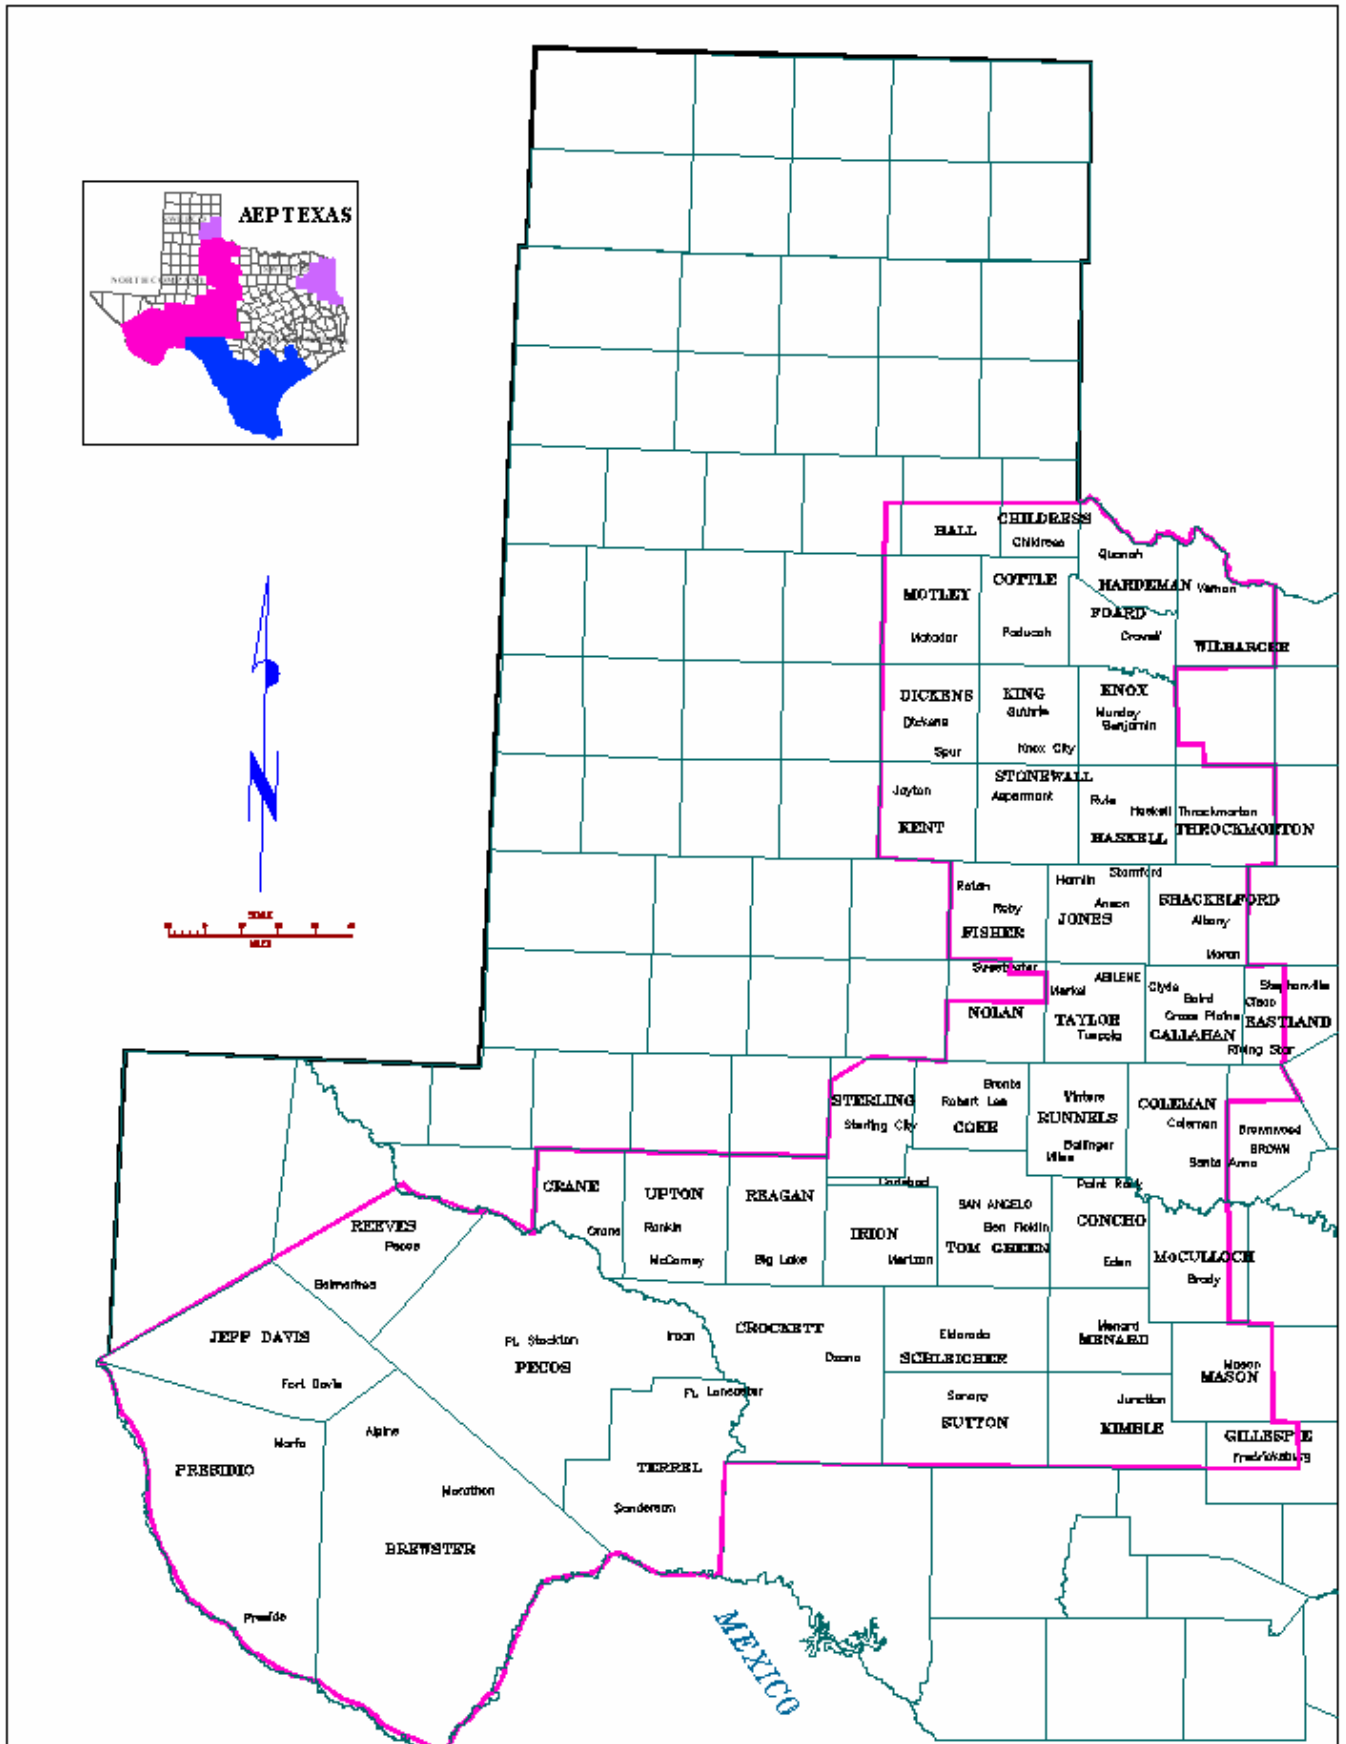 AEP TEXAS
NORTH COMPANY
N
SCALE
MILES
HALL
CHILDRESS
Childress
Quanah
MOTLEY
COTTLE
HARDEMAN
Vernon
FOARD
Matador
Paducah
Crowell
WILBARGER
DICKENS
KING
KNOX
Dickens
Guthrie
Munday
Benjamin
Spur
Knox City
STONEWALL
Jayton
Aspermont
Rule
Haskell
Throckmorton
KENT
HASKELL
THROCKMORTON
Rotan
Hamlin
Stamford
Roby
Anson
SHACKELFORD
FISHER
JONES
Albany
Moran
Sweetwater
ABILENE
Merkel
Clyde
Baird
Stephenville
Cisco
NOLAN
TAYLOR
Cross Plains
EASTLAND
Tuscola
CALLAHAN
Rising Star
STERLING
Bronte
Robert Lee
Winters
COLEMAN
Sterling City
COKE
RUNNELS
Coleman
Brownwood
Ballinger
BROWN
Miles
Santa Anna
CRANE
UPTON
REAGAN
Carlsbad
Paint Rock
SAN ANGELO
REEVES
Pecos
Crane
Rankin
IRION
Ben Ficklin
CONCHO
TOM GREEN
McCamey
Big Lake
Mertzon
Eden
McCULLOCH
Balmorhea
Brady
JEFF DAVIS
Ft. Stockton
Iraan
CROCKETT
Eldorado
Menard
PECOS
Ozona
SCHLEICHER
MENARD
Mason
MASON
Fort Davis
Ft. Lancaster
Sonora
Junction
Marfa
Alpine
SUTTON
KIMBLE
GILLESPIE
Fredricksburg
PRESIDIO
TERREL
Marathon
Sanderson
BREWSTER
Presidio
MEXICO